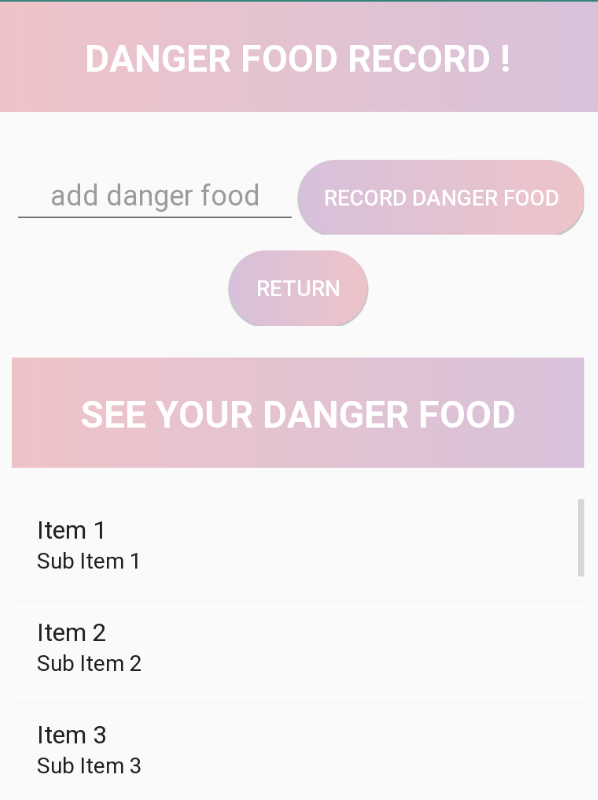 DANGER FOOD RECORD !
add danger food
RECORD DANGER FOOD
RETURN
SEE YOUR DANGER FOOD
Item 1
Sub Item 1
Item 2
Sub Item 2
Item 3
Sub Item 3